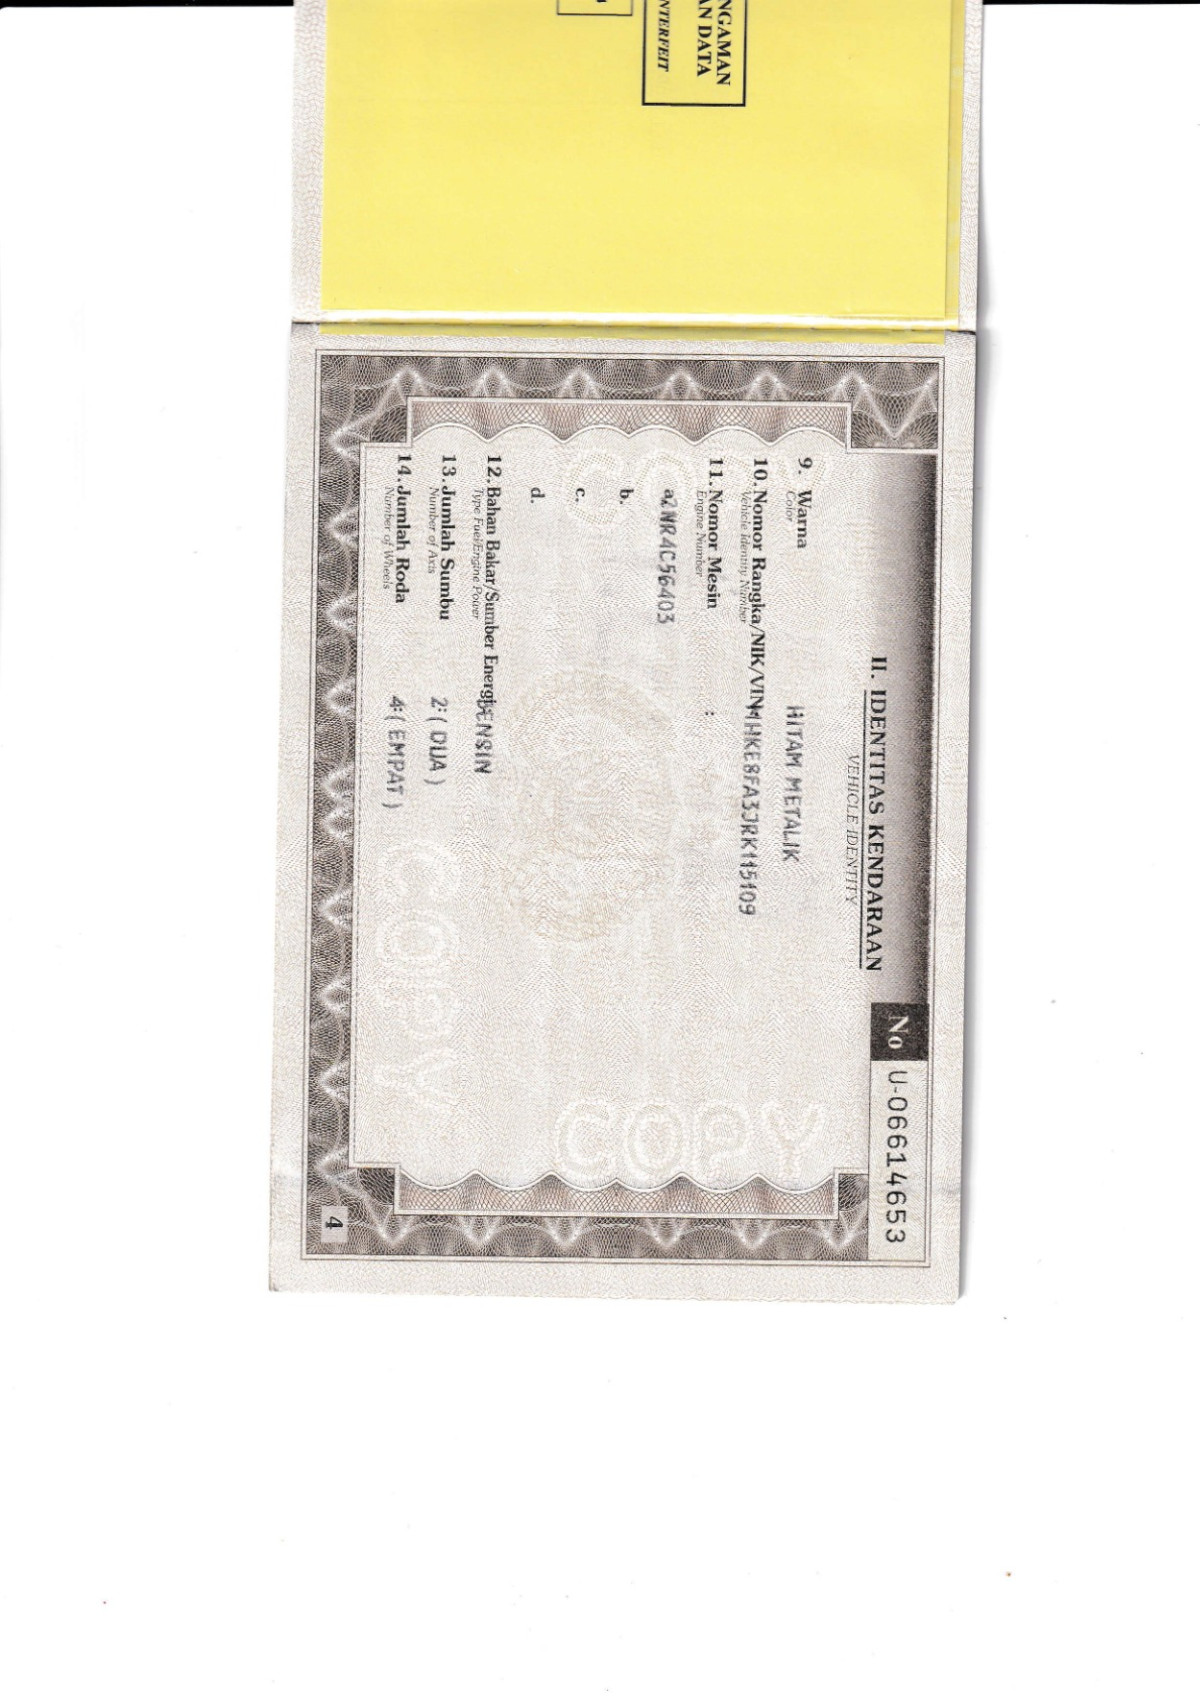 NGAMAN
AN DATA
NTERFEIT
II. IDENTITAS KENDARAAN
VEHICLE IDENTITY
No U-06614653
9. Warna HITAM METALIK
Color
10. Nomor Rangka/NIK/VIN MHKE8FA3JRK115109
Vehicle Identity Number
11. Nomor Mesin :
Engine Number
a. 2NR4C56403
b.
c.
d.
12. Bahan Bakar/Sumber Energi: BENSIN
Type Fuel/Engine Power
13. Jumlah Sumbu 2:( DUA )
Number of Axis
14. Jumlah Roda 4:( EMPAT )
Number of Wheels
COPY
COPY
4